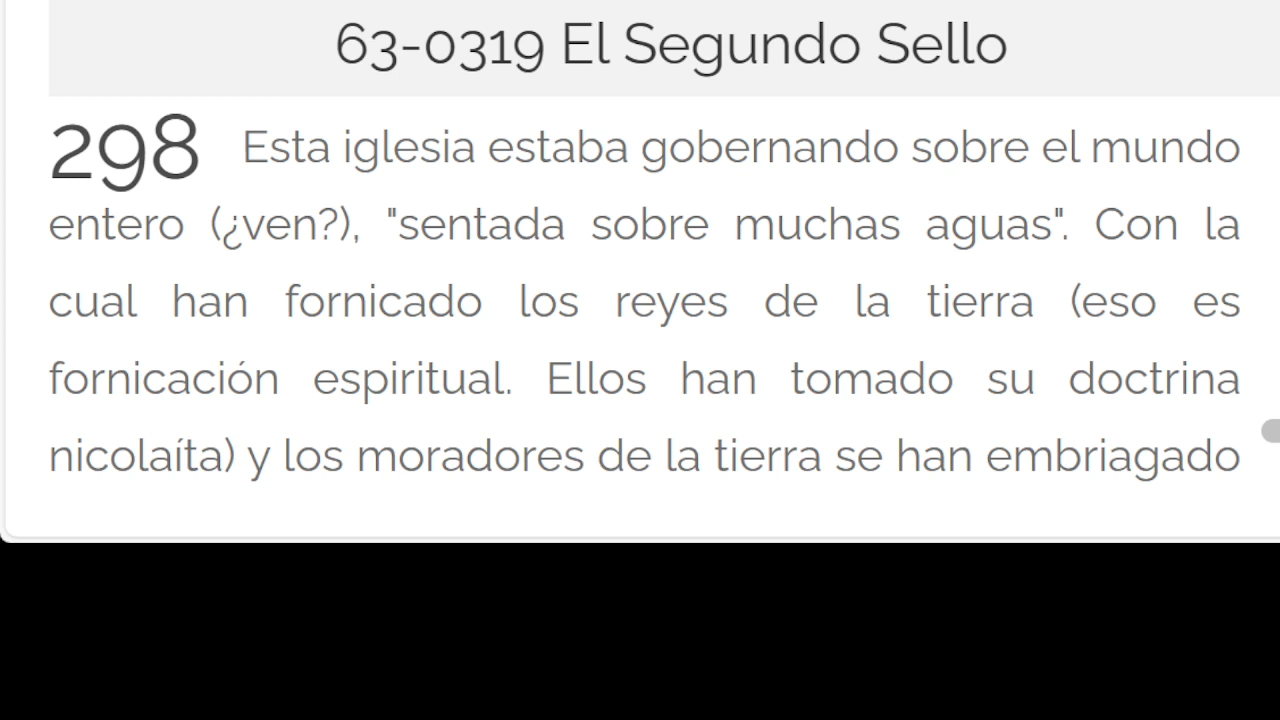 63-0319 El Segundo Sello
298 Esta iglesia estaba gobernando sobre el mundo
entero (¿ven?), "sentada sobre muchas aguas". Con la
cual han fornicado los reyes de la tierra (eso es
fornicación espiritual. Ellos han tomado su doctrina
nicolaíta) y los moradores de la tierra se han embriagado